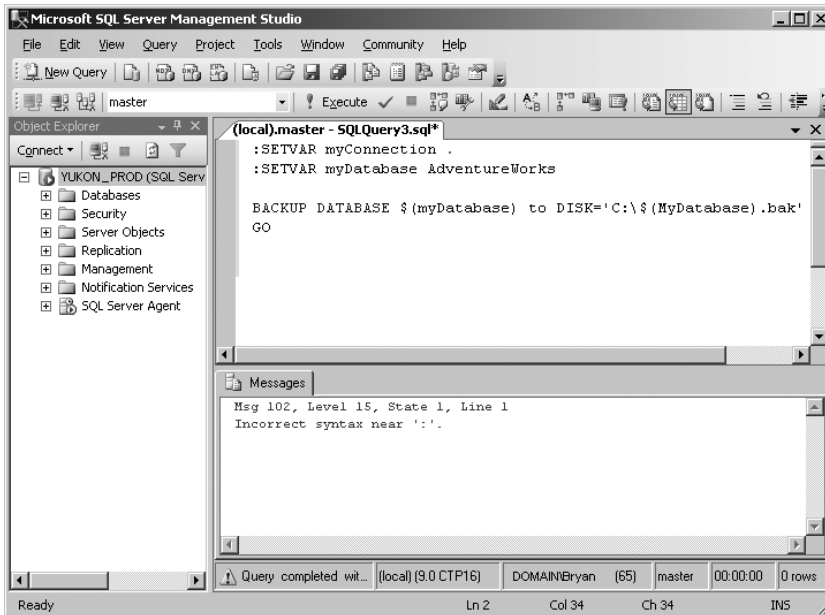 Microsoft SQL Server Management Studio
File Edit View Query Project Tools Window Community Help
New Query
master
Execute
Object Explorer
Connect
YUKON_PROD (SQL Serv
Databases
Security
Server Objects
Replication
Management
Notification Services
SQL Server Agent
(local).master - SQLQuery3.sql*
:SETVAR myConnection .
:SETVAR myDatabase AdventureWorks
BACKUP DATABASE $(myDatabase) to DISK='C:\$(MyDatabase).bak'
GO
Messages
Msg 102, Level 15, State 1, Line 1
Incorrect syntax near ':'.
Query completed wit... (local) (9.0 CTP16) DOMAIN\Bryan (65) master 00:00:00 0 rows
Ready Ln 2 Col 34 Ch 34 INS